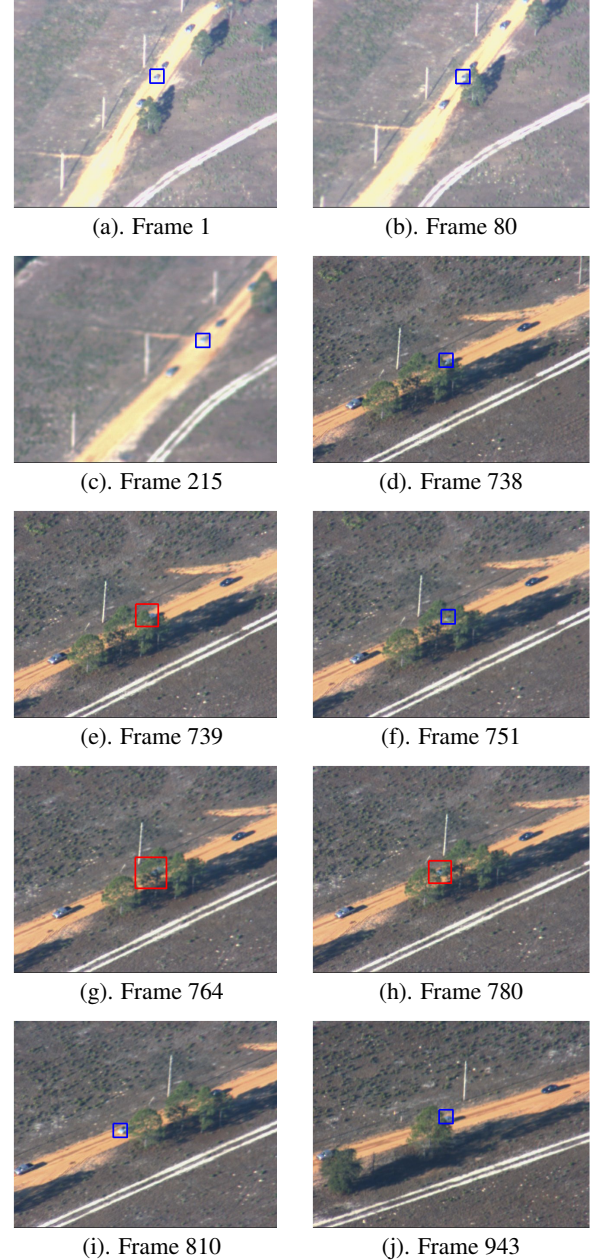 (a). Frame 1
(b). Frame 80
(c). Frame 215
(d). Frame 738
(e). Frame 739
(f). Frame 751
(g). Frame 764
(h). Frame 780
(i). Frame 810
(j). Frame 943